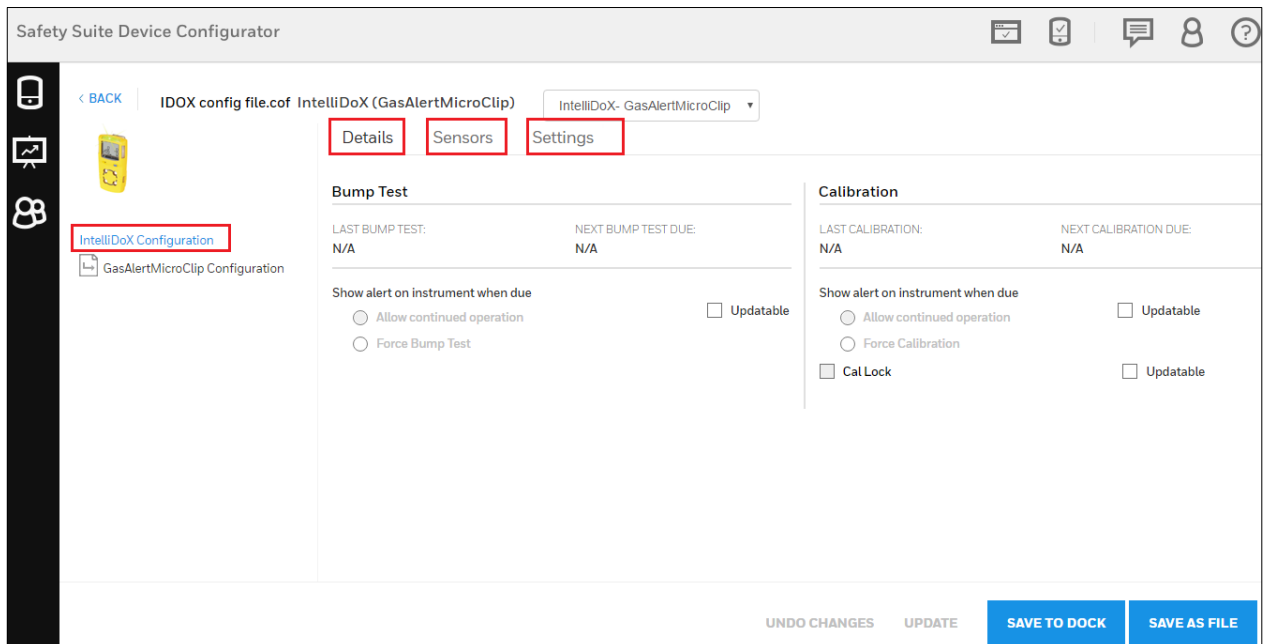 Safety Suite Device Configurator
< BACK
IDOX config file.cof IntelliDoX (GasAlertMicroClip)
IntelliDoX- GasAlertMicroClip
Details Sensors Settings
IntelliDoX Configuration
GasAlertMicroClip Configuration
Bump Test
LAST BUMP TEST: NEXT BUMP TEST DUE:
N/A N/A
Show alert on instrument when due
Updatable
Allow continued operation
Force Bump Test
Calibration
LAST CALIBRATION: NEXT CALIBRATION DUE:
N/A N/A
Show alert on instrument when due
Updatable
Allow continued operation
Force Calibration
Cal Lock Updatable
UNDO CHANGES UPDATE SAVE TO DOCK SAVE AS FILE